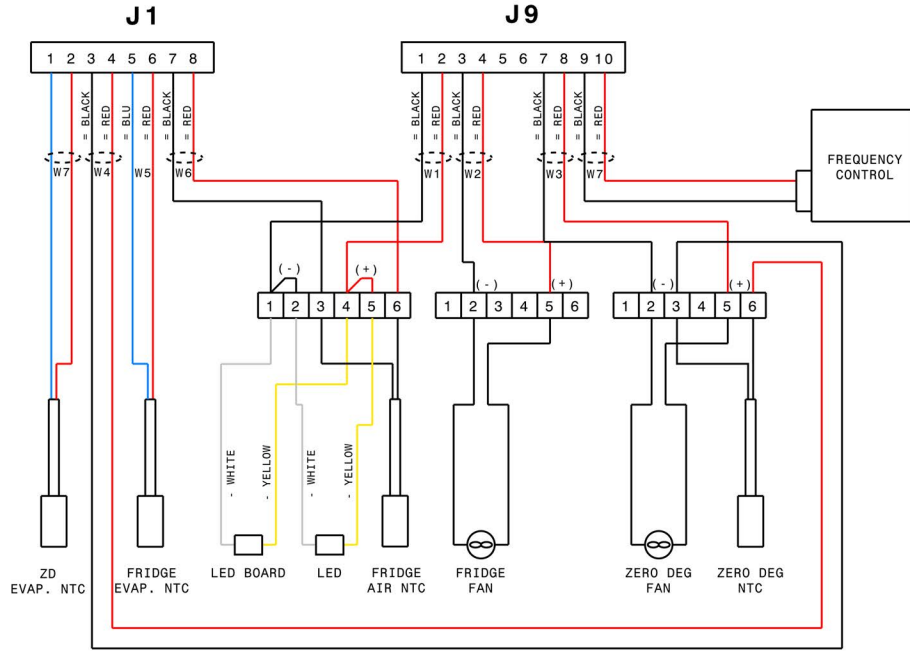 J1
J9
1 2 3 4 5 6 7 8
1 2 3 4 5 6 7 8 9 10
= BLACK
= RED
= BLU
= RED
= BLACK
= RED
= BLACK
= RED
= BLACK
= RED
= BLACK
= RED
= BLACK
= RED
W7 W4 W5 W6
W1 W2 W3 W7
FREQUENCY
CONTROL
(-) (+) (-) (+) (-) (+)
1 2 3 4 5 6
1 2 3 4 5 6
1 2 3 4 5 6
- WHITE
- YELLOW
- WHITE
- YELLOW
ZD
EVAP. NTC
FRIDGE
EVAP. NTC
LED BOARD
LED
FRIDGE
AIR NTC
FRIDGE
FAN
ZERO DEG
FAN
ZERO DEG
NTC